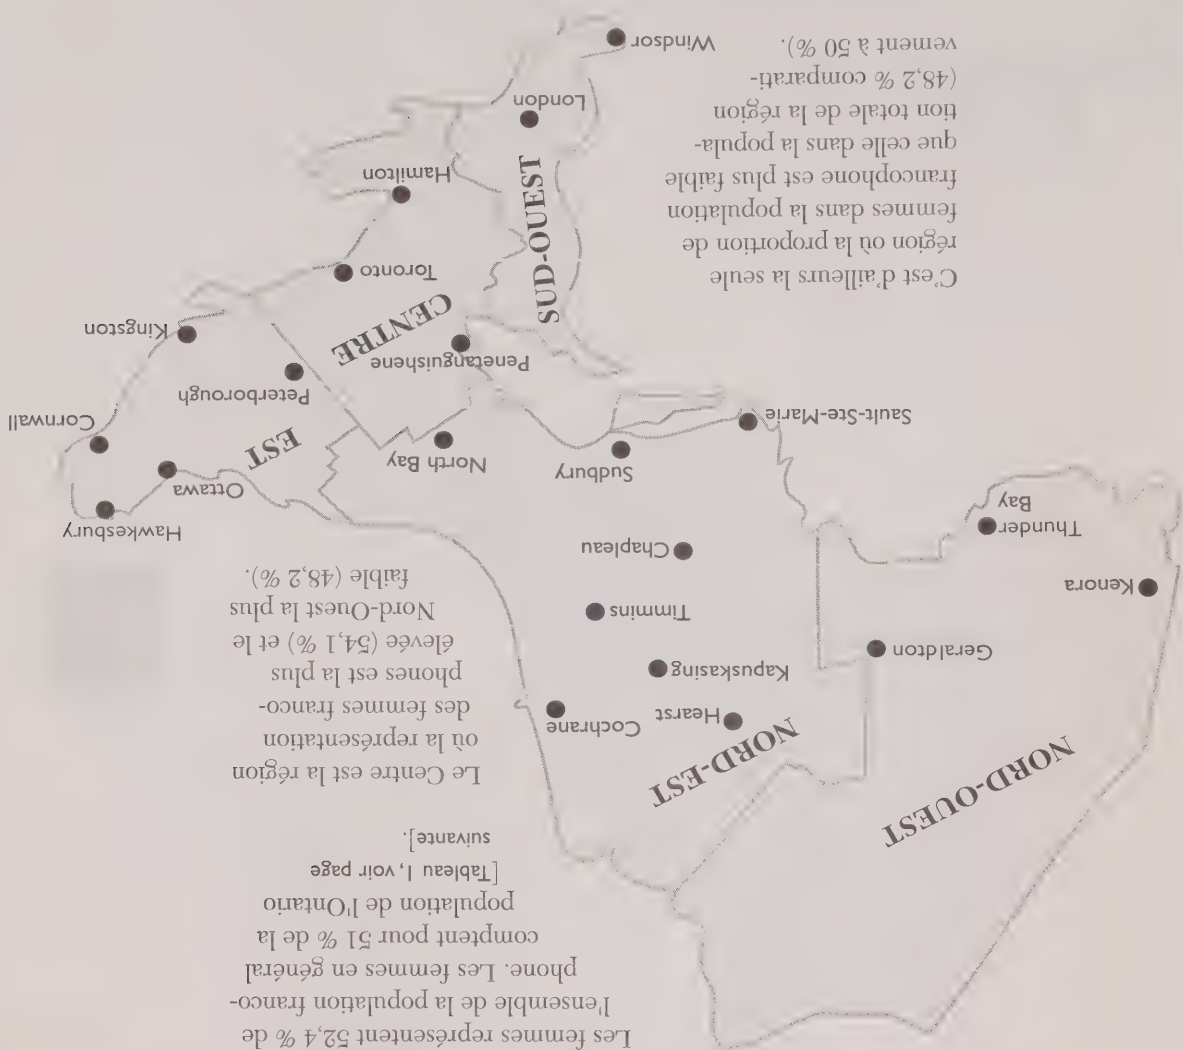 Les femmes représentent 52,4 % de
l'ensemble de la population franco-
phone. Les femmes en général
comptent pour 51 % de la
population de l'Ontario
[Tableau 1, voir page
suivante].
Le Centre est la région
où la représentation
des femmes franco-
phones est la plus
élevée (54,1 %) et le
Nord-Ouest la plus
faible (48,2 %).
NORD-OUEST
NORD-EST
Hearst
Cochrane
Kapuskasing
Geraldton
Timmins
Kenora
Chapleau
Thunder
Bay
Hawkesbury
Ottawa
Sudbury
North Bay
EST
Cornwall
Sault-Ste-Marie
Peterborough
Penetanguishene
Kingston
CENTRE
Toronto
SUD-OUEST
Hamilton
London
Windsor
C'est d'ailleurs la seule
région où la proportion de
femmes dans la population
francophone est plus faible
que celle dans la popula-
tion totale de la région
(48,2 % comparati-
vement à 50 %).